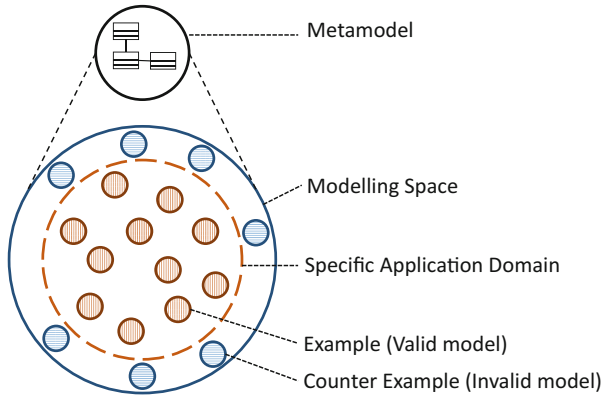 Metamodel
Modelling Space
Specific Application Domain
Example (Valid model)
Counter Example (Invalid model)